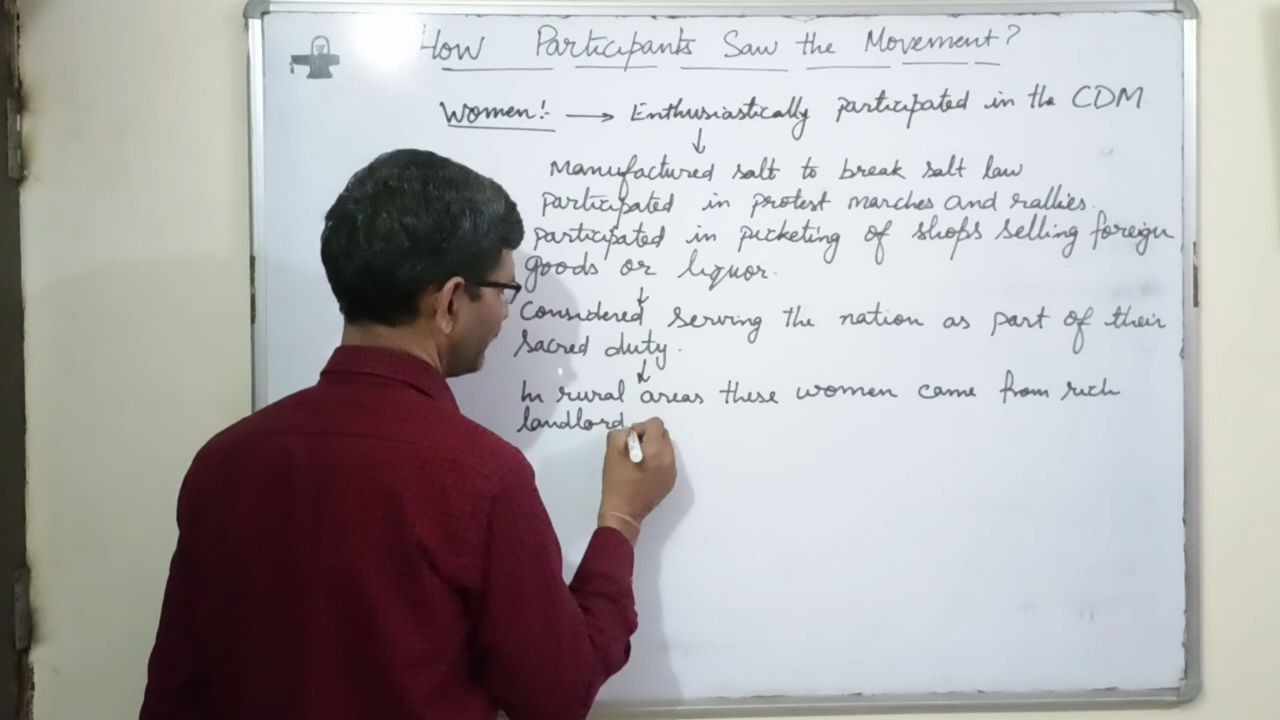 How Participants Saw the Movement?
Women:- → Enthusiastically participated in the CDM
↓
Manufactured salt to break salt law
participated in protest marches and rallies.
participated in picketing of shops selling foreign
goods or liquor.
↓
Considered serving the nation as part of their
sacred duty.
↓
In rural areas these women came from rich
landlord